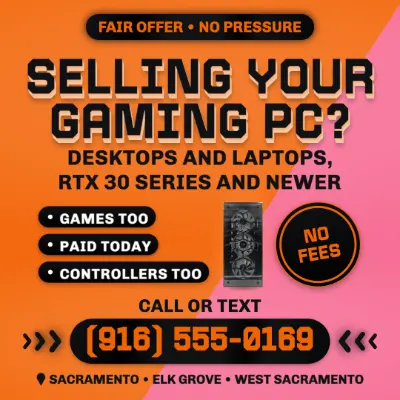 FAIR OFFER • NO PRESSURE
SELLING YOUR
GAMING PC?
DESKTOPS AND LAPTOPS,
RTX 30 SERIES AND NEWER
• GAMES TOO
• PAID TODAY
• CONTROLLERS TOO
NO
FEES
CALL OR TEXT
(916) 555-0169
SACRAMENTO • ELK GROVE • WEST SACRAMENTO